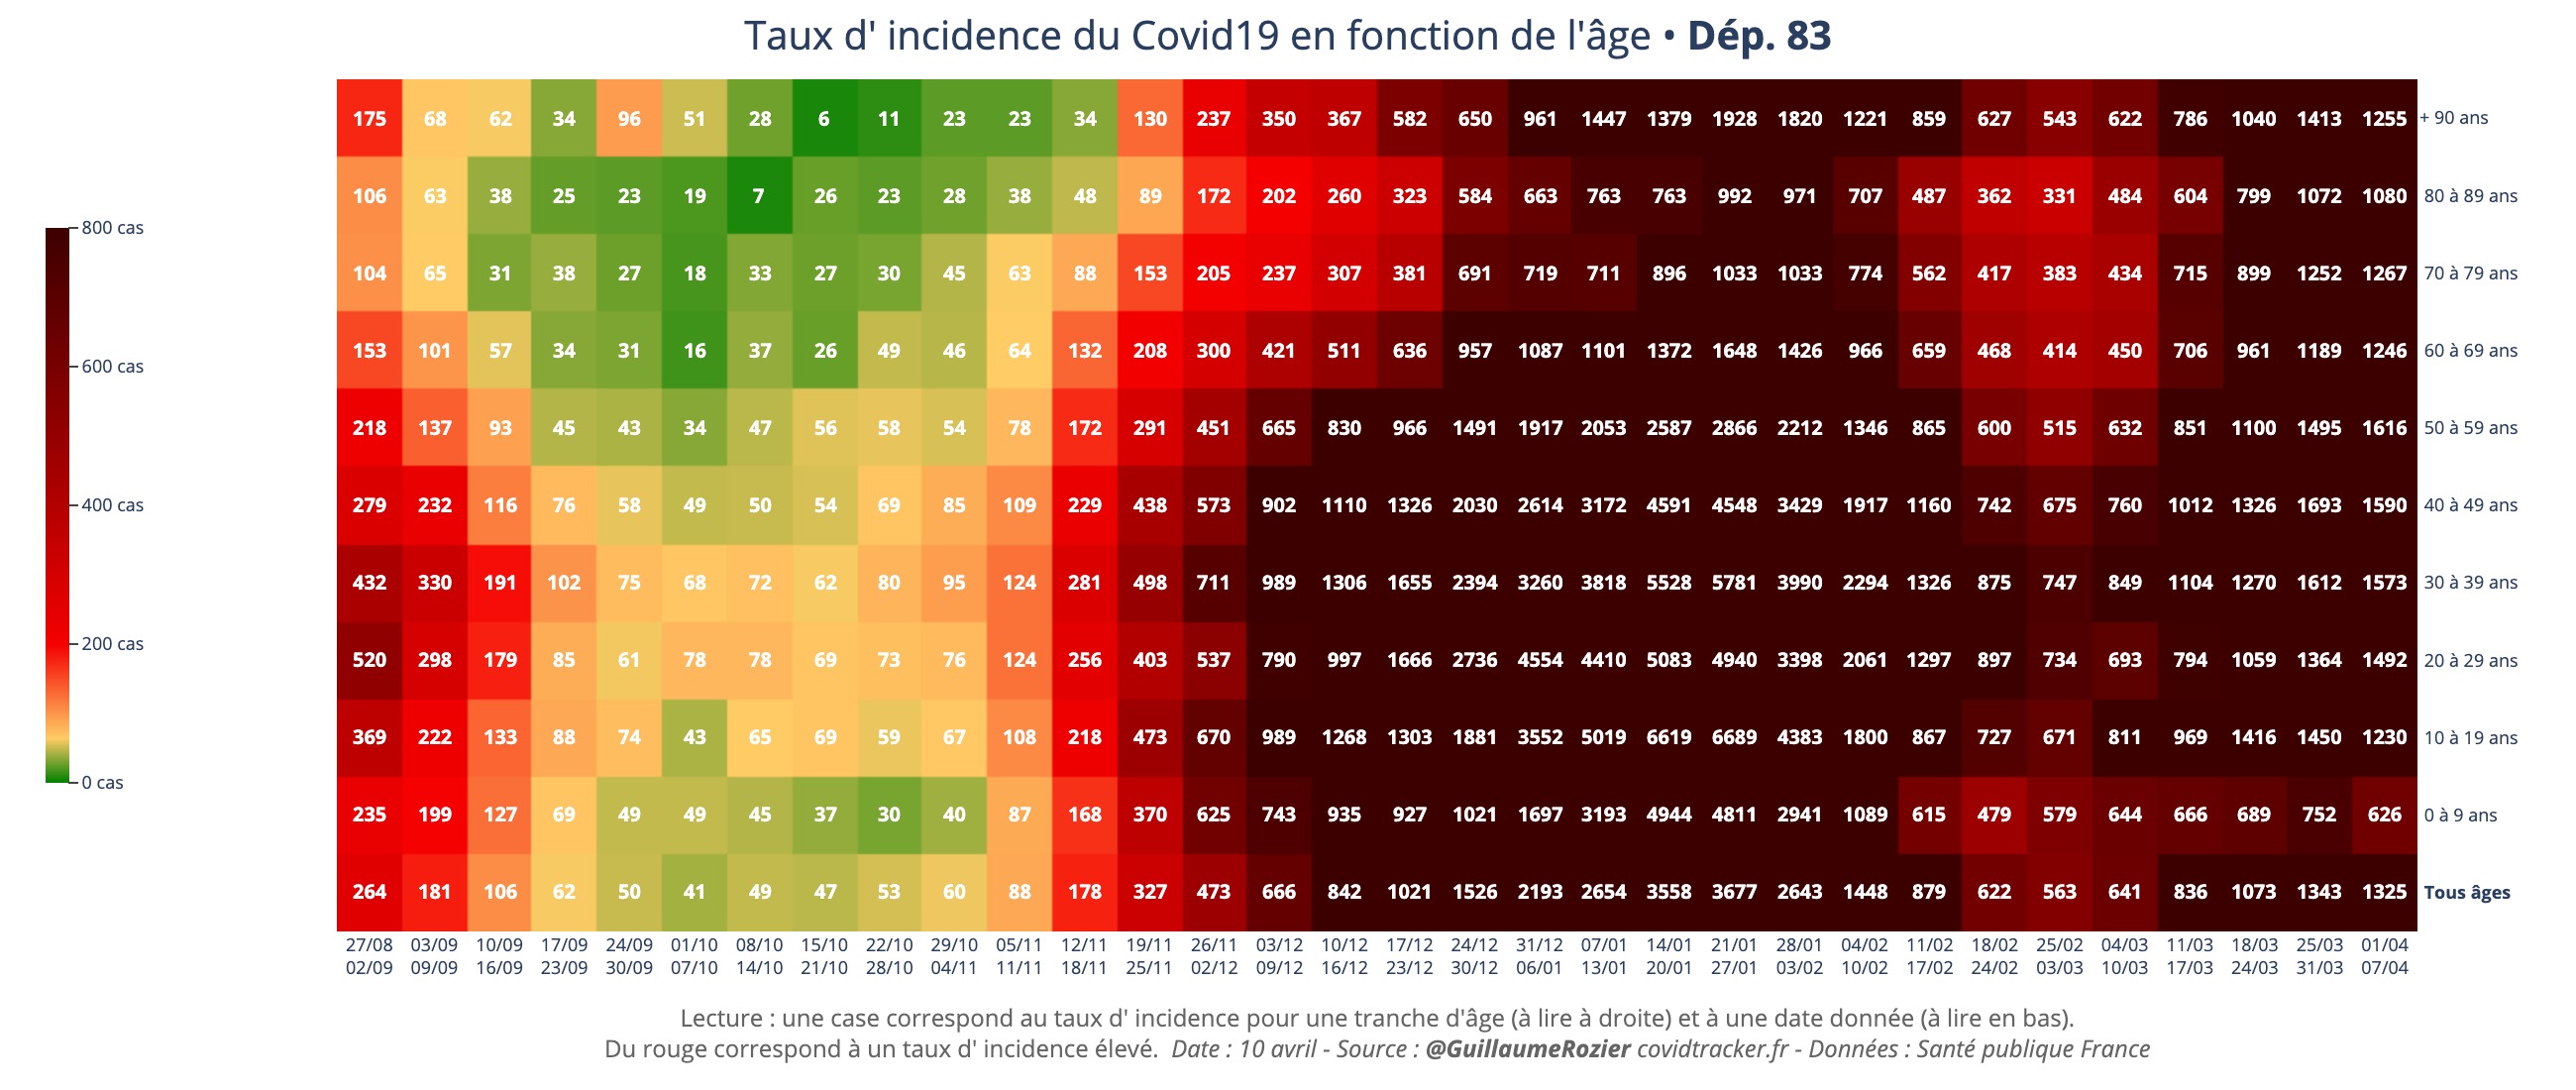 Taux d' incidence du Covid19 en fonction de l'âge • Dép. 83
175 68 62 34 96 51 28 6 11 23 23 34 130 237 350 367 582 650 961 1447 1379 1928 1820 1221 859 627 543 622 786 1040 1413 1255 + 90 ans
106 63 38 25 23 19 7 26 23 28 38 48 89 172 202 260 323 584 663 763 763 992 971 707 487 362 331 484 604 799 1072 1080 80 à 89 ans
800 cas
104 65 31 38 27 18 33 27 30 45 63 88 153 205 237 307 381 691 719 711 896 1033 1033 774 562 417 383 434 715 899 1252 1267 70 à 79 ans
153 101 57 34 31 16 37 26 49 46 64 132 208 300 421 511 636 957 1087 1101 1372 1648 1426 966 659 468 414 450 706 961 1189 1246 60 à 69 ans
600 cas
218 137 93 45 43 34 47 56 58 54 78 172 291 451 665 830 966 1491 1917 2053 2587 2866 2212 1346 865 600 515 632 851 1100 1495 1616 50 à 59 ans
400 cas
279 232 116 76 58 49 50 54 69 85 109 229 438 573 902 1110 1326 2030 2614 3172 4591 4548 3429 1917 1160 742 675 760 1012 1326 1693 1590 40 à 49 ans
432 330 191 102 75 68 72 62 80 95 124 281 498 711 989 1306 1655 2394 3260 3818 5528 5781 3990 2294 1326 875 747 849 1104 1270 1612 1573 30 à 39 ans
200 cas
520 298 179 85 61 78 78 69 73 76 124 256 403 537 790 997 1666 2736 4554 4410 5083 4940 3398 2061 1297 897 734 693 794 1059 1364 1492 20 à 29 ans
369 222 133 88 74 43 65 69 59 67 108 218 473 670 989 1268 1303 1881 3552 5019 6619 6689 4383 1800 867 727 671 811 969 1416 1450 1230 10 à 19 ans
0 cas
235 199 127 69 49 49 45 37 30 40 87 168 370 625 743 935 927 1021 1697 3193 4944 4811 2941 1089 615 479 579 644 666 689 752 626 0 à 9 ans
264 181 106 62 50 41 49 47 53 60 88 178 327 473 666 842 1021 1526 2193 2654 3558 3677 2643 1448 879 622 563 641 836 1073 1343 1325 Tous âges
27/08 03/09 10/09 17/09 24/09 01/10 08/10 15/10 22/10 29/10 05/11 12/11 19/11 26/11 03/12 10/12 17/12 24/12 31/12 07/01 14/01 21/01 28/01 04/02 11/02 18/02 25/02 04/03 11/03 18/03 25/03 01/04
02/09 09/09 16/09 23/09 30/09 07/10 14/10 21/10 28/10 04/11 11/11 18/11 25/11 02/12 09/12 16/12 23/12 30/12 06/01 13/01 20/01 27/01 03/02 10/02 17/02 24/02 03/03 10/03 17/03 24/03 31/03 07/04
Lecture : une case correspond au taux d' incidence pour une tranche d'âge (à lire à droite) et à une date donnée (à lire en bas).
Du rouge correspond à un taux d' incidence élevé. Date : 10 avril - Source : @GuillaumeRozier covidtracker.fr - Données : Santé publique France